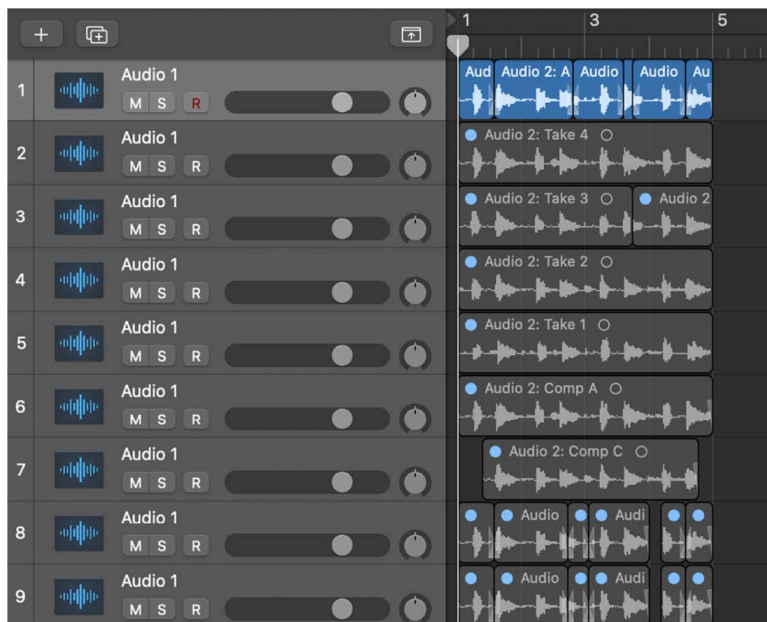 1 3 5
1 Audio 1 Aud Audio 2: A Audio Audio Au
M S R
2 Audio 1 Audio 2: Take 4
M S R
3 Audio 1 Audio 2: Take 3 Audio 2
M S R
4 Audio 1 Audio 2: Take 2
M S R
5 Audio 1 Audio 2: Take 1
M S R
6 Audio 1 Audio 2: Comp A
M S R
7 Audio 1 Audio 2: Comp C
M S R
8 Audio 1 Audio Audi
M S R
9 Audio 1 Audio Audi
M S R